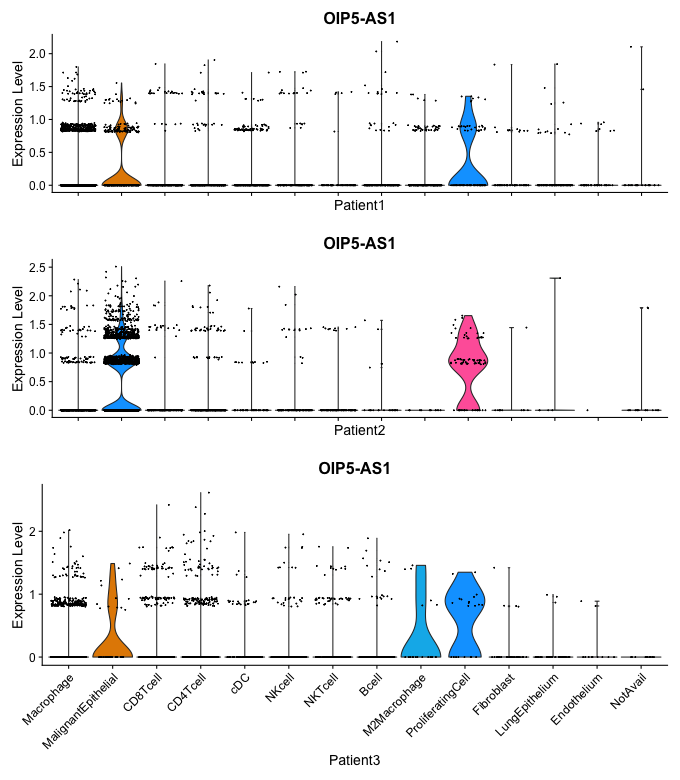 OIP5-AS1
Expression Level
2.0
1.5
1.0
0.5
0.0
Patient1
OIP5-AS1
Expression Level
2.5
2.0
1.5
1.0
0.5
0.0
Patient2
OIP5-AS1
Expression Level
2
1
0
Macrophage
MalignantEpithelial
CD8Tcell
CD4Tcell
cDC
NKcell
NKTcell
Bcell
M2Macrophage
ProliferatingCell
Fibroblast
LungEpithelium
Endothelium
NotAvail
Patient3